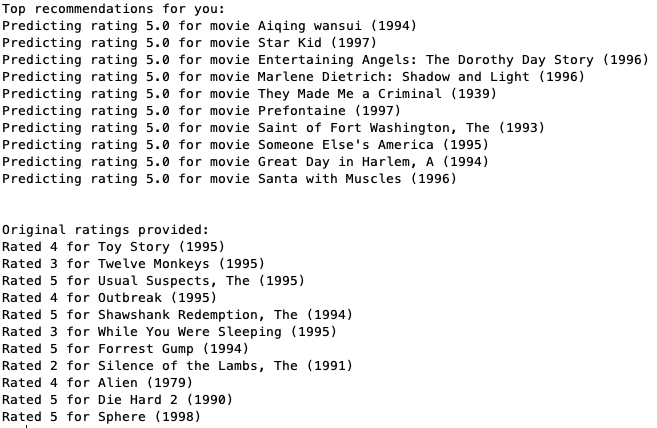 Top recommendations for you:
Predicting rating 5.0 for movie Aiqing wansui (1994)
Predicting rating 5.0 for movie Star Kid (1997)
Predicting rating 5.0 for movie Entertaining Angels: The Dorothy Day Story (1996)
Predicting rating 5.0 for movie Marlene Dietrich: Shadow and Light (1996)
Predicting rating 5.0 for movie They Made Me a Criminal (1939)
Predicting rating 5.0 for movie Prefontaine (1997)
Predicting rating 5.0 for movie Saint of Fort Washington, The (1993)
Predicting rating 5.0 for movie Someone Else's America (1995)
Predicting rating 5.0 for movie Great Day in Harlem, A (1994)
Predicting rating 5.0 for movie Santa with Muscles (1996)
Original ratings provided:
Rated 4 for Toy Story (1995)
Rated 3 for Twelve Monkeys (1995)
Rated 5 for Usual Suspects, The (1995)
Rated 4 for Outbreak (1995)
Rated 5 for Shawshank Redemption, The (1994)
Rated 3 for While You Were Sleeping (1995)
Rated 5 for Forrest Gump (1994)
Rated 2 for Silence of the Lambs, The (1991)
Rated 4 for Alien (1979)
Rated 5 for Die Hard 2 (1990)
Rated 5 for Sphere (1998)